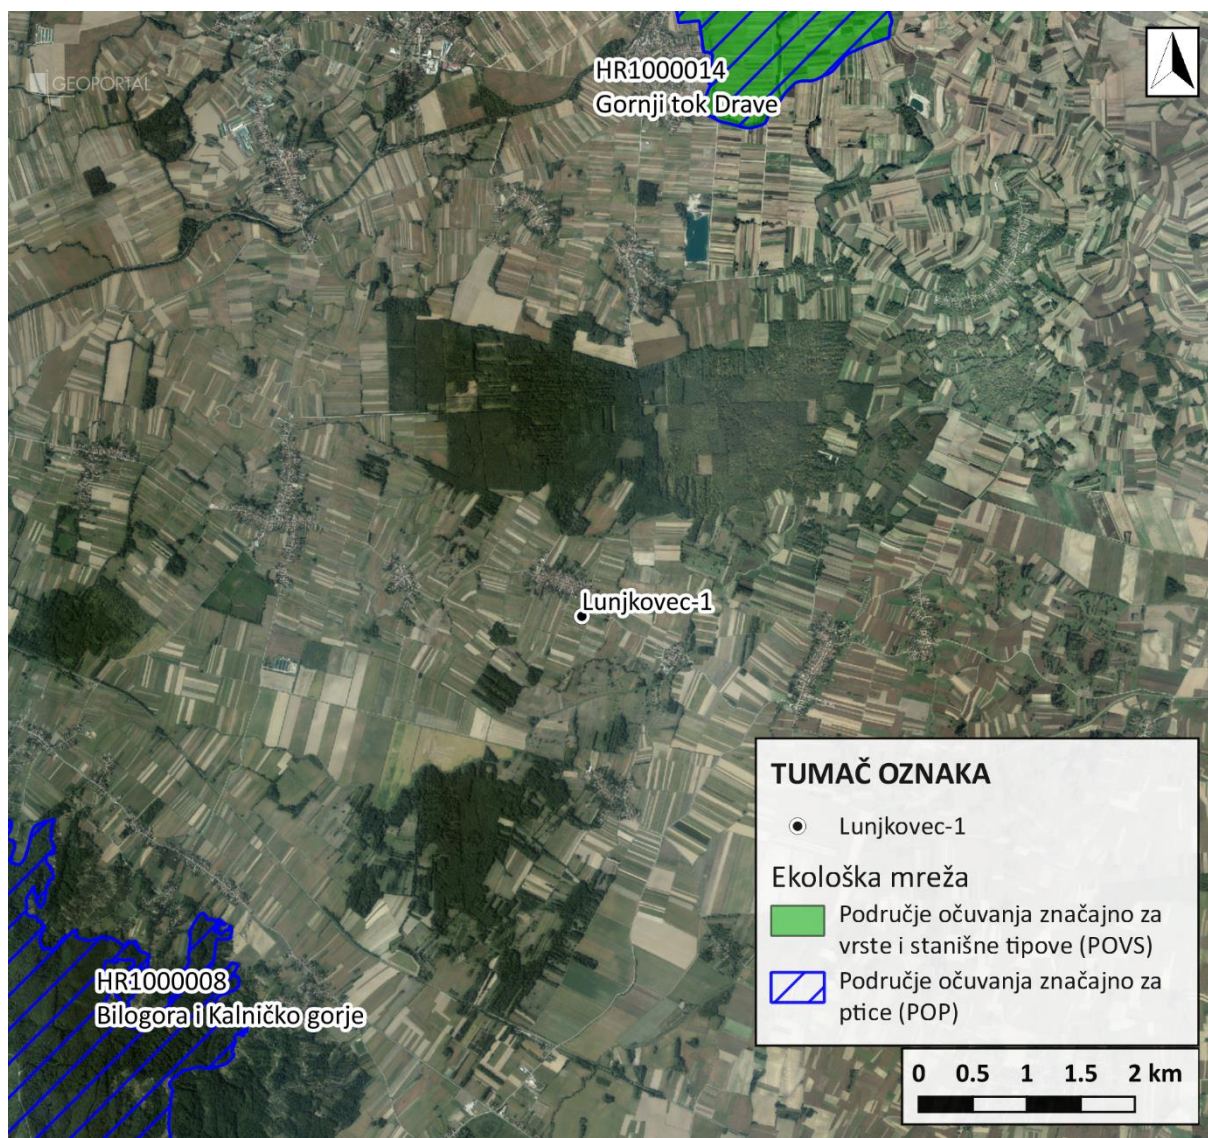 GEOPORTAL
HR1000014
Gornji tok Drave
Lunjkovec-1
HR1000008
Bilogora i Kalničko gorje
TUMAČ OZNAKA
Lunjkovec-1
Ekološka mreža
Područje očuvanja značajno za
vrste i stanišne tipove (POVS)
Područje očuvanja značajno za
ptice (POP)
0 0.5 1 1.5 2 km